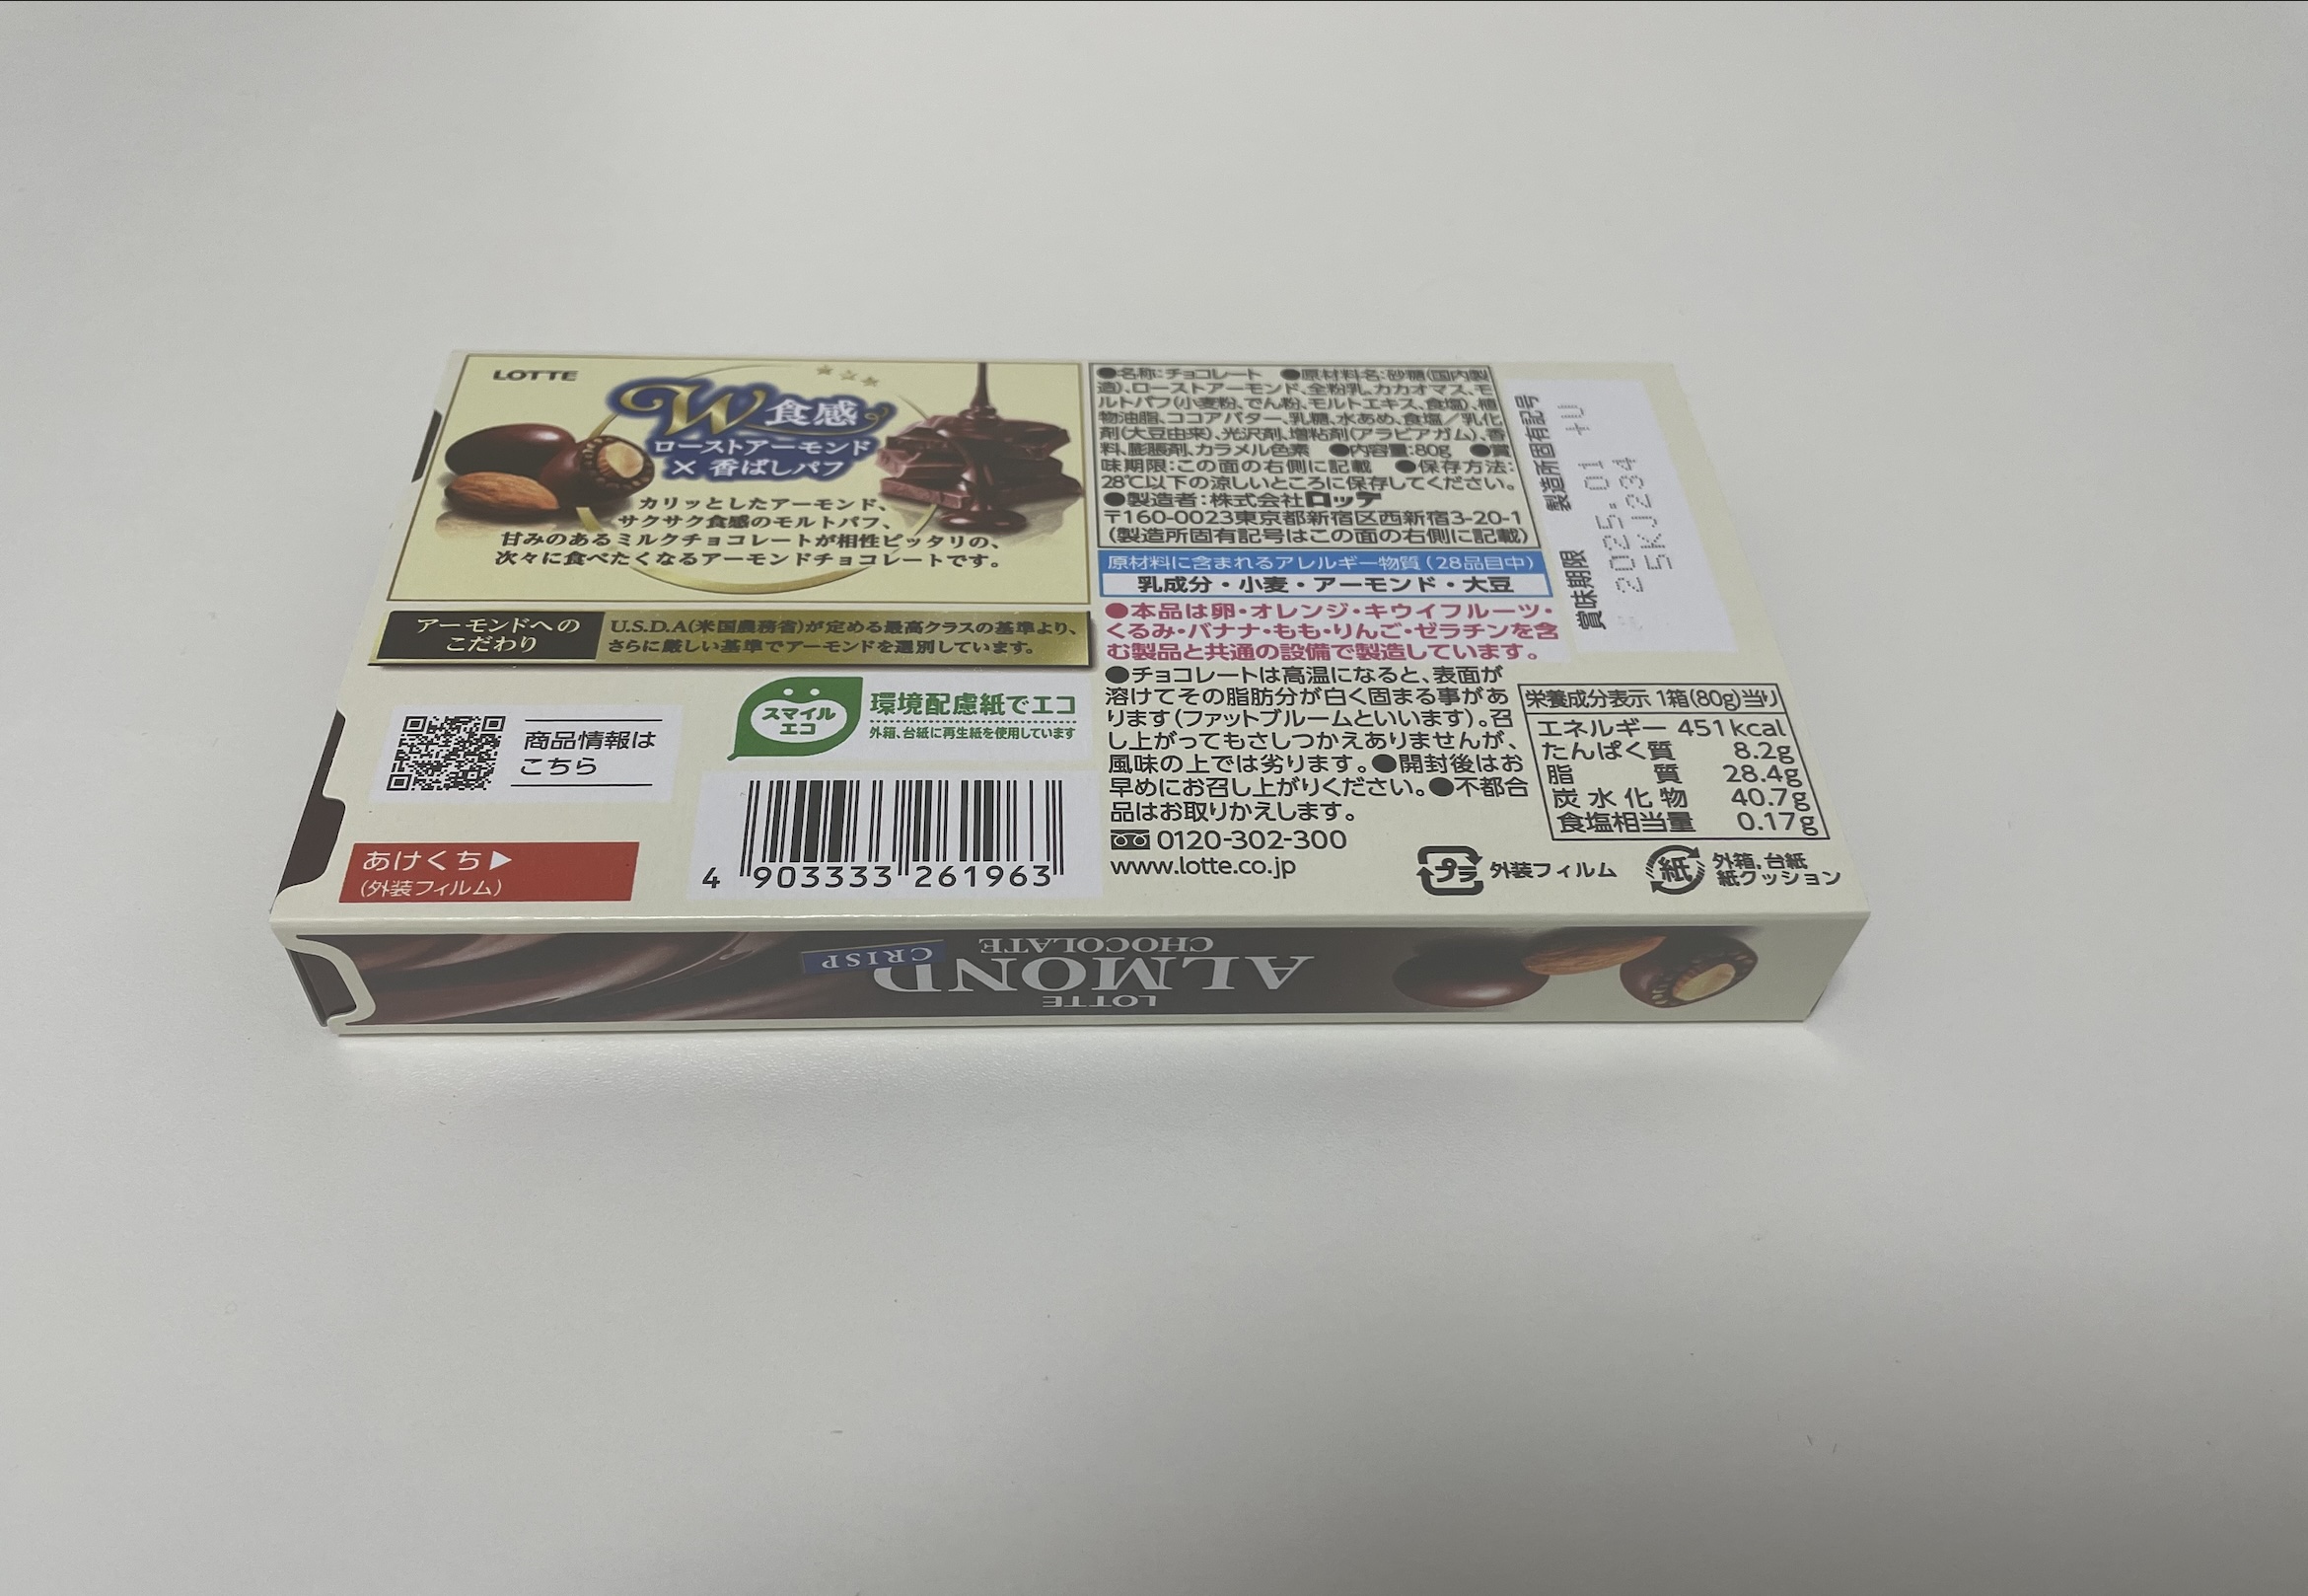 LOTTE
W食感
ローストアーモンド
×香ばしパフ
カリッとしたアーモンド、
サクサク食感のモルトパフ、
甘みのあるミルクチョコレートが相性ピッタリの、
次々に食べたくなるアーモンドチョコレートです。
アーモンドへの
こだわり
U.S.D.A(米国農務省)が定める最高クラスの基準より、
さらに厳しい基準でアーモンドを選別しています。
商品情報は
こちら
スマイル
エコ
環境配慮紙でエコ
外箱、台紙に再生紙を使用しています
あけくち▶
(外装フィルム)
4 903333 261963
●名称:チョコレート ●原材料名:砂糖(国内製
造)、ローストアーモンド、全粉乳、カカオマス、モ
ルトパフ(小麦粉、でん粉、モルトエキス、食塩)、植
物油脂、ココアバター、乳糖、水あめ、食塩/乳化
剤(大豆由来)、光沢剤、増粘剤(アラビアガム)、香
料、膨脹剤、カラメル色素 ●内容量:80g ●賞
味期限:この面の右側に記載 ●保存方法:
28℃以下の涼しいところに保存してください。
●製造者:株式会社ロッテ
〒160-0023東京都新宿区西新宿3-20-1
(製造所固有記号はこの面の右側に記載)
原材料に含まれるアレルギー物質(28品目中)
乳成分・小麦・アーモンド・大豆
●本品は卵・オレンジ・キウイフルーツ・
くるみ・バナナ・もも・りんご・ゼラチンを含
む製品と共通の設備で製造しています。
●チョコレートは高温になると、表面が
溶けてその脂肪分が白く固まる事があ
ります(ファットブルームといいます)。召
し上がってもさしつかえありませんが、
風味の上では劣ります。●開封後はお
早めにお召し上がりください。●不都合
品はお取りかえします。
0120-302-300
www.lotte.co.jp
賞味期限 製造所固有記号
2025.01 +U
5KJ234
栄養成分表示 1箱(80g)当り
エネルギー 451kcal
たんぱく質 8.2g
脂質 28.4g
炭水化物 40.7g
食塩相当量 0.17g
プラ 外装フィルム
紙 外箱、台紙
紙クッション
LOTTE
ALMOND
CHOCOLATE
CRISP